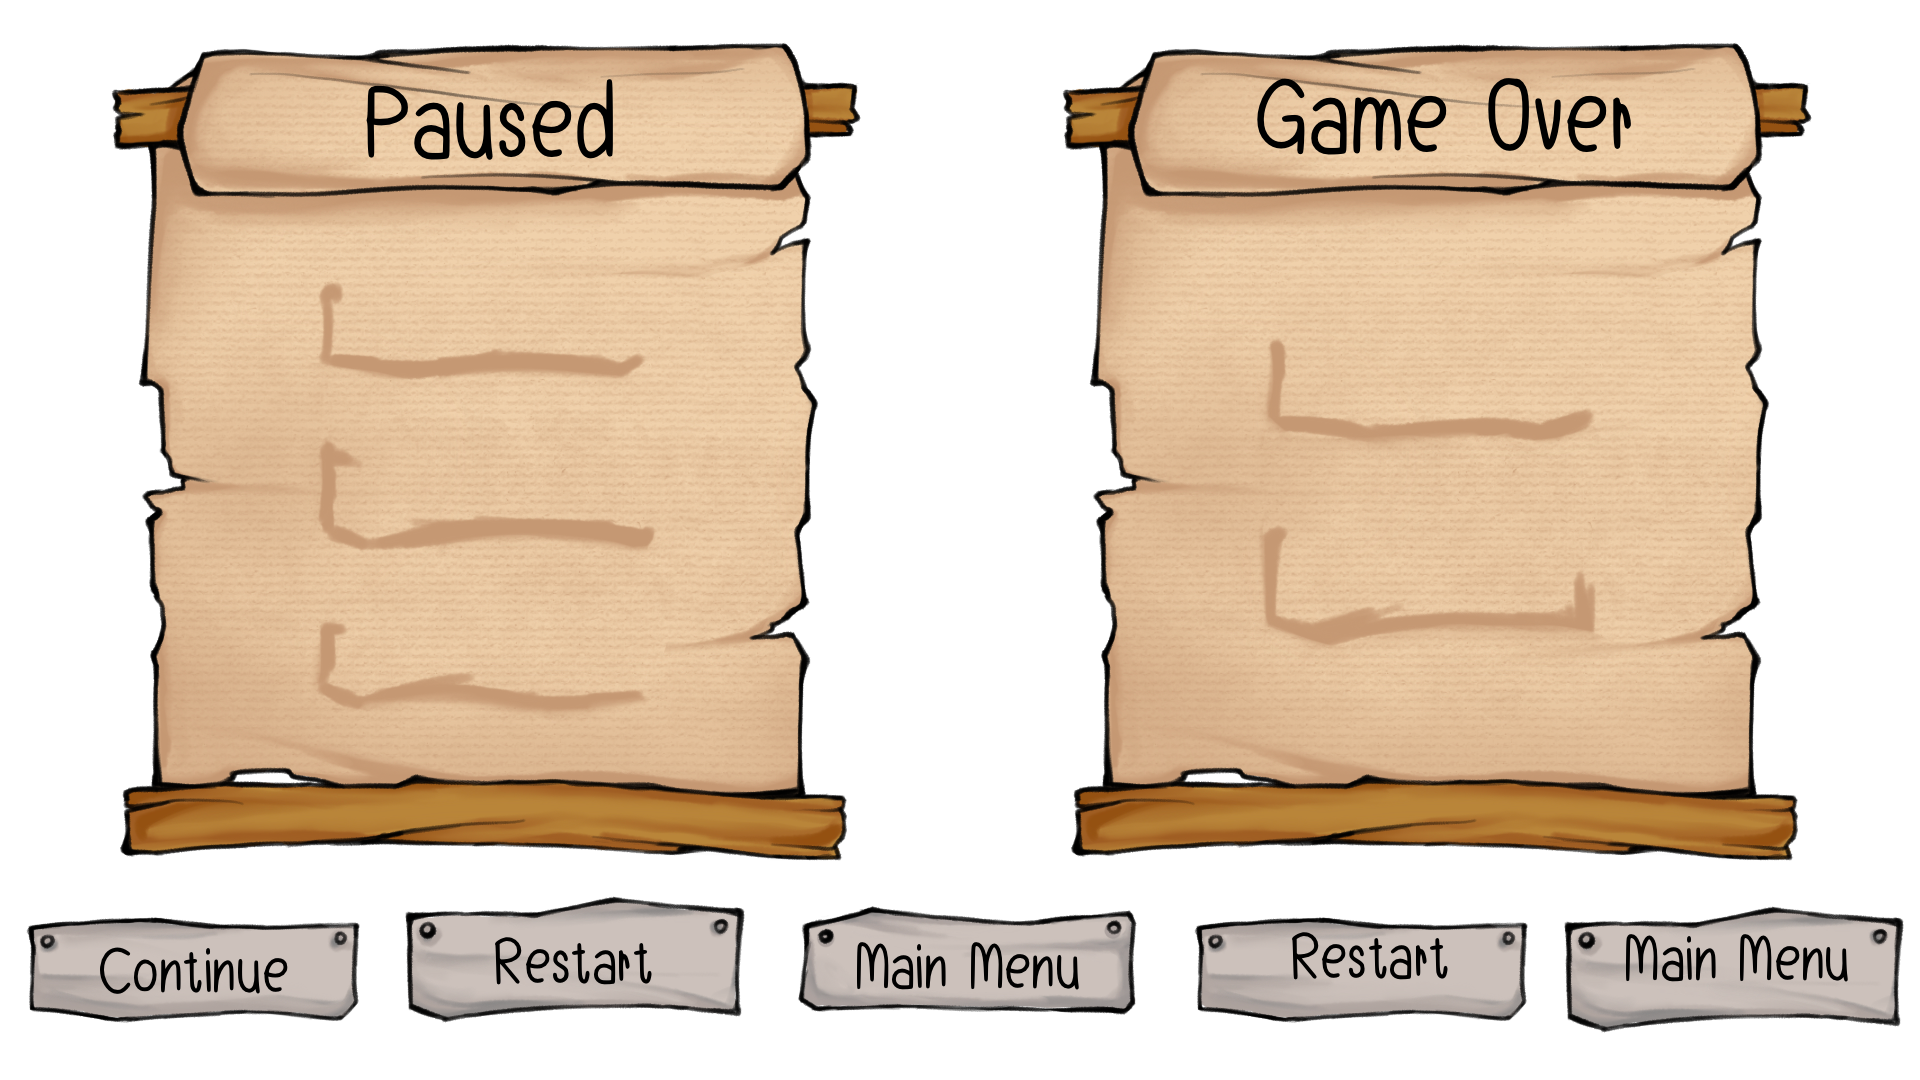 Paused
Game Over
Continue
Restart
Main Menu
Restart
Main Menu